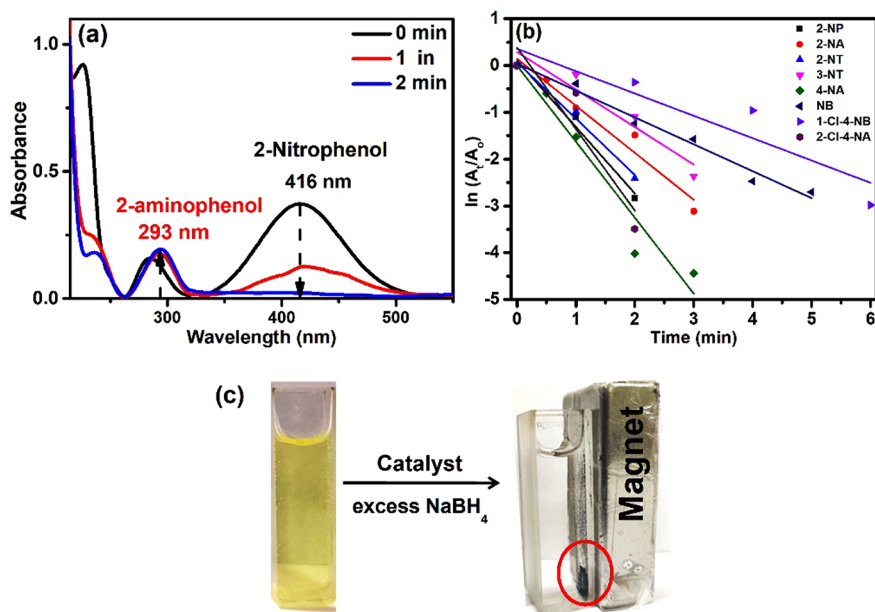 (a)
0 min
1 in
2 min
2-Nitrophenol
416 nm
2-aminophenol
293 nm
1.0
0.5
0.0
300
400
500
Absorbance
Wavelength (nm)
(b)
2-NP
2-NA
2-NT
3-NT
4-NA
NB
1-Cl-4-NB
2-Cl-4-NA
1
0
-1
-2
-3
-4
-5
0
1
2
3
4
5
6
ln (At/Ao)
Time (min)
(c)
Catalyst
excess NaBH4
Magnet